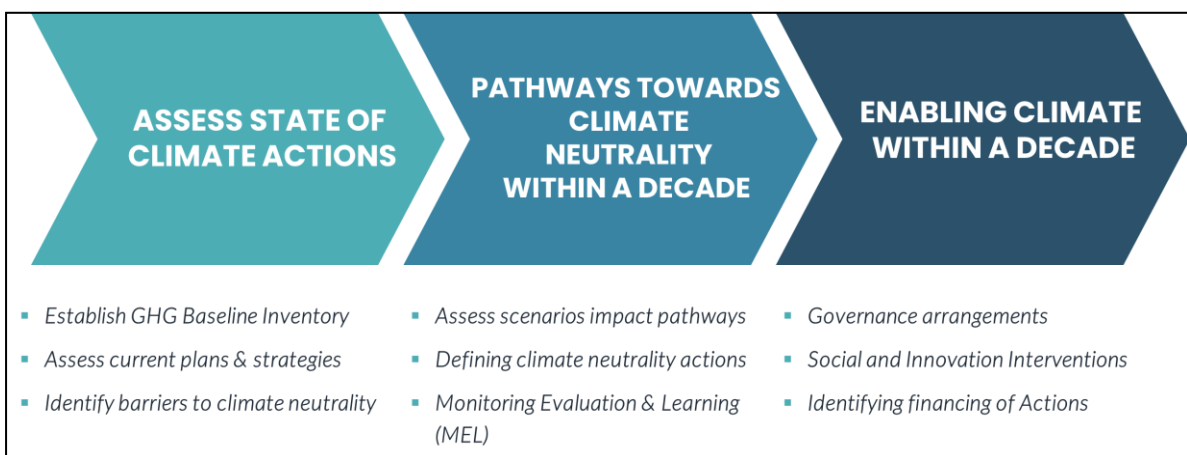 ASSESS STATE OF
CLIMATE ACTIONS
PATHWAYS TOWARDS
CLIMATE
NEUTRALITY
WITHIN A DECADE
ENABLING CLIMATE
WITHIN A DECADE
▪ Establish GHG Baseline Inventory
▪ Assess current plans & strategies
▪ Identify barriers to climate neutrality
▪ Assess scenarios impact pathways
▪ Defining climate neutrality actions
▪ Monitoring Evaluation & Learning
(MEL)
▪ Governance arrangements
▪ Social and Innovation Interventions
▪ Identifying financing of Actions